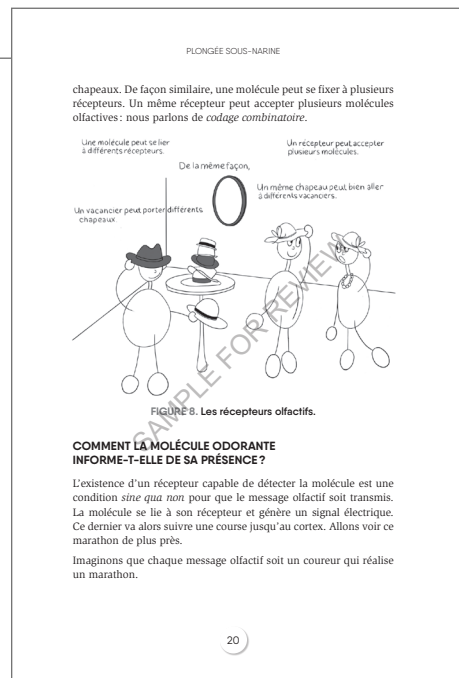 PLONGÉE SOUS-NARINE
chapeaux. De façon similaire, une molécule peut se fixer à plusieurs
récepteurs. Un même récepteur peut accepter plusieurs molécules
olfactives : nous parlons de codage combinatoire.
Une molécule peut se lier
à différents récepteurs.
Un récepteur peut accepter
plusieurs molécules.
De la même façon,
Un même chapeau peut bien aller
à différents vacanciers.
Un vacancier peut porter différents
chapeaux
SAMPLE FOR REVIEW
FIGURE 8. Les récepteurs olfactifs.
COMMENT LA MOLÉCULE ODORANTE
INFORME-T-ELLE DE SA PRÉSENCE ?
L'existence d'un récepteur capable de détecter la molécule est une
condition sine qua non pour que le message olfactif soit transmis.
La molécule se lie à son récepteur et génère un signal électrique.
Ce dernier va alors suivre une course jusqu'au cortex. Allons voir ce
marathon de plus près.
Imaginons que chaque message olfactif soit un coureur qui réalise
un marathon.
20